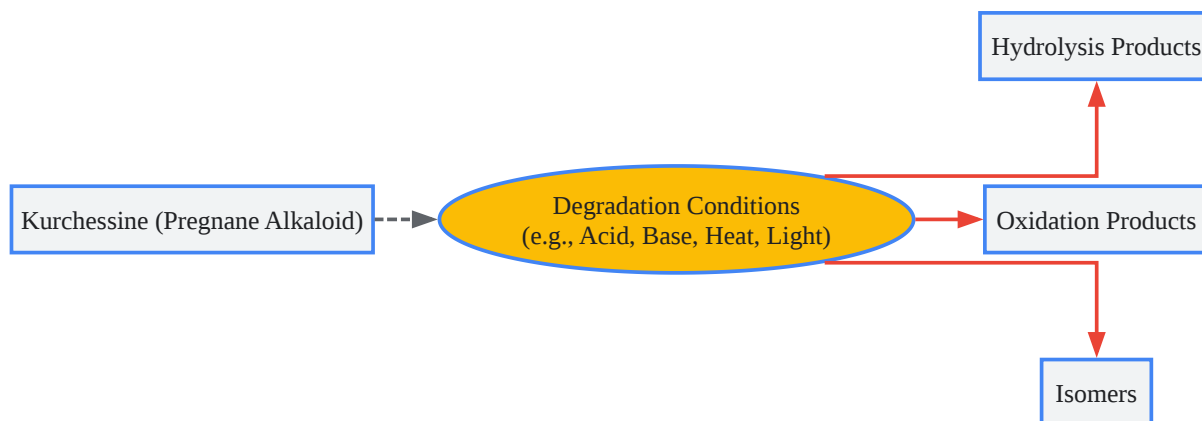 Hydrolysis Products
Kurchessine (Pregnane Alkaloid)
Degradation Conditions
(e.g., Acid, Base, Heat, Light)
Oxidation Products
Isomers